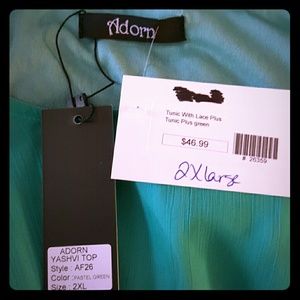 Adorn
Tunic With Lace Plus
Tunic Plus green
$46.99
# 26359
2X large
ADORN
YASHVI TOP
Style : AF26
Color : PASTEL GREEN
Size : 2XL